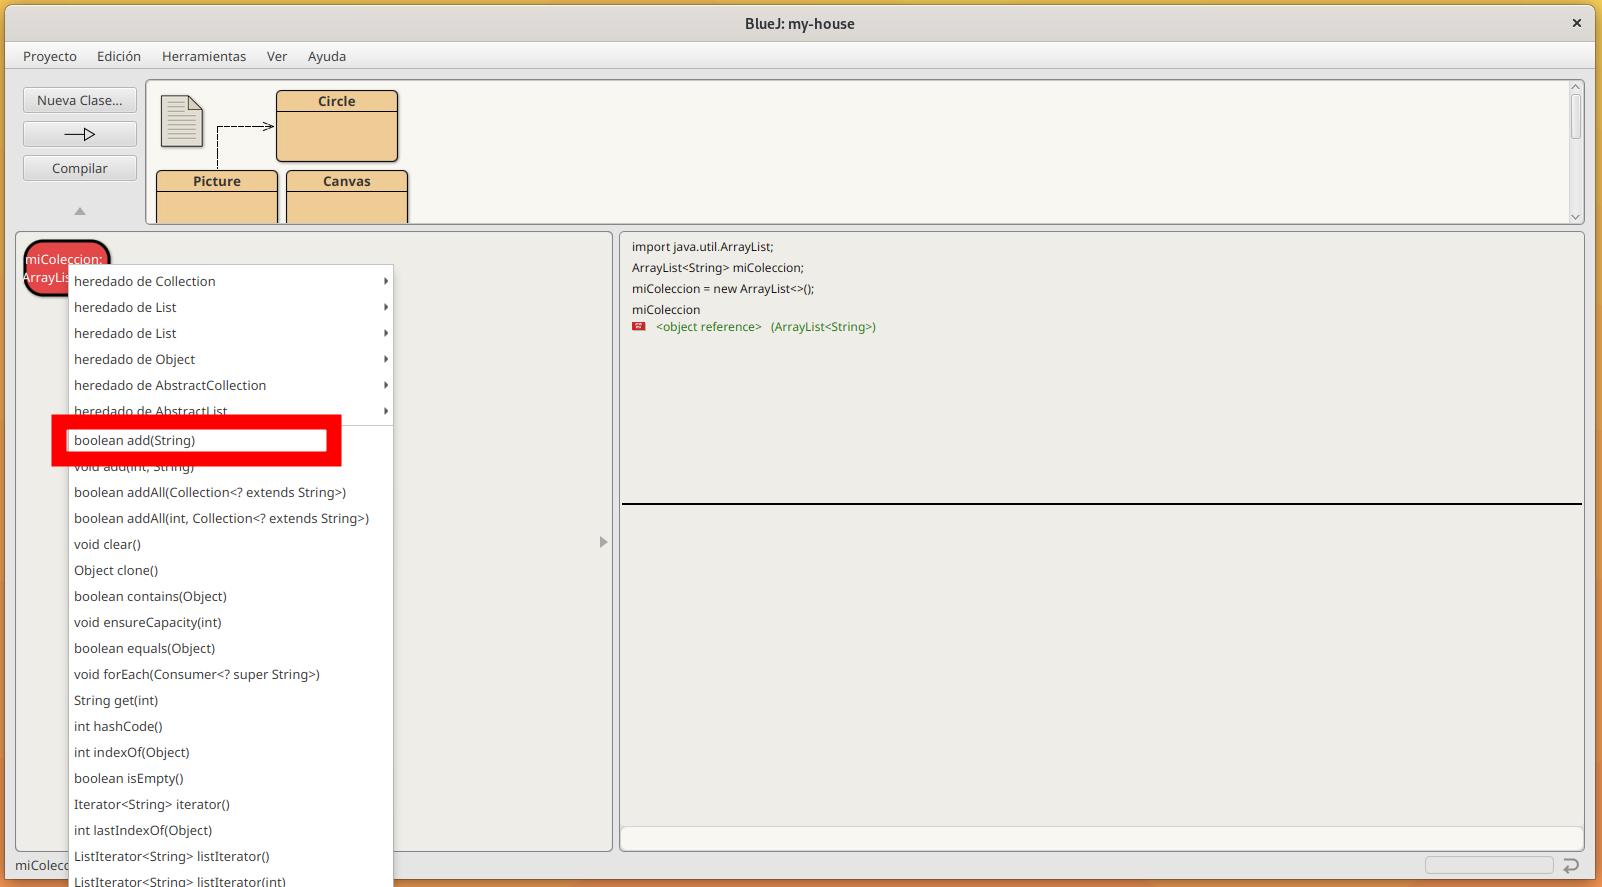 BlueJ: my-house
Proyecto Edición Herramientas Ver Ayuda
Nueva Clase...
Compilar
Circle
Picture Canvas
miColeccion:
ArrayLis
heredado de Collection
heredado de List
heredado de List
heredado de Object
heredado de AbstractCollection
heredado de AbstractList
boolean add(String)
void add(int, String)
boolean addAll(Collection<? extends String>)
boolean addAll(int, Collection<? extends String>)
void clear()
Object clone()
boolean contains(Object)
void ensureCapacity(int)
boolean equals(Object)
void forEach(Consumer<? super String>)
String get(int)
int hashCode()
int indexOf(Object)
boolean isEmpty()
Iterator<String> iterator()
int lastIndexOf(Object)
ListIterator<String> listIterator()
ListIterator<String> listIterator(int)
import java.util.ArrayList;
ArrayList<String> miColeccion;
miColeccion = new ArrayList<>();
miColeccion
<object reference> (ArrayList<String>)
miColecc